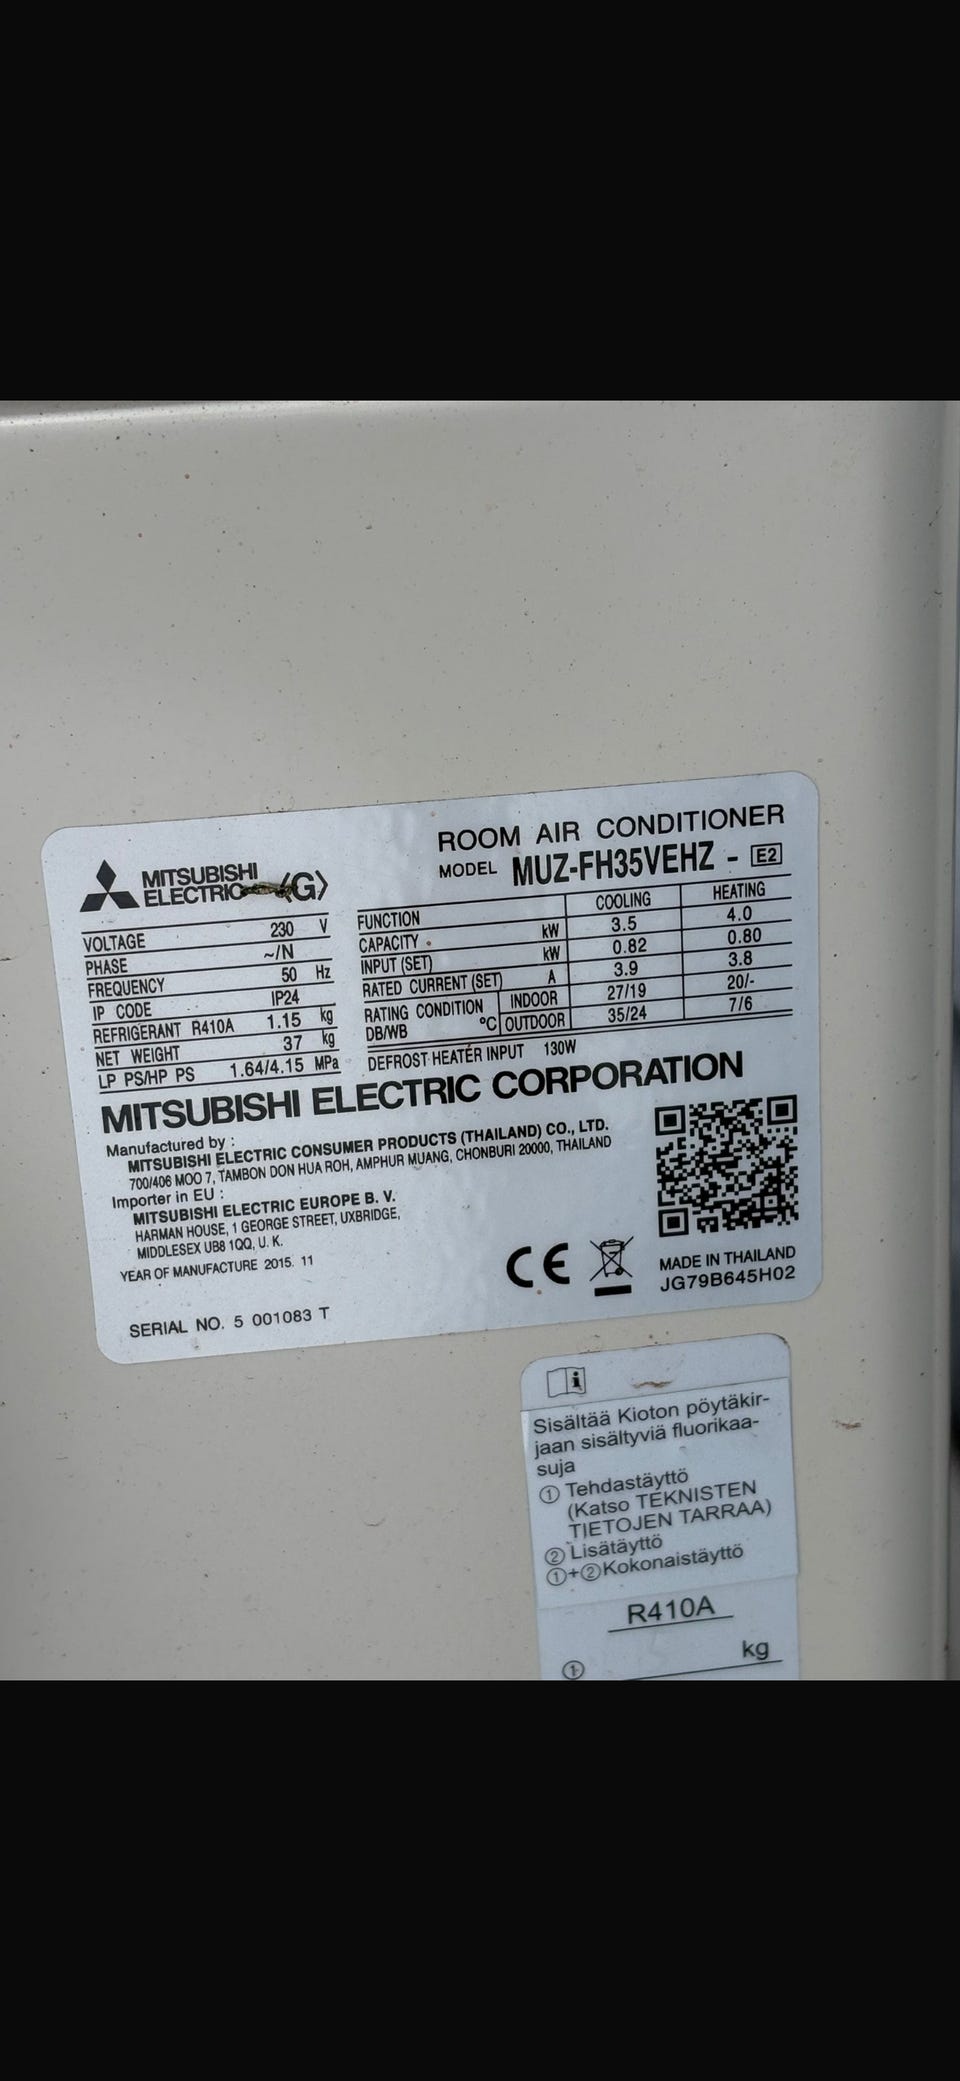 MITSUBISHI
ELECTRIC
〈G〉
ROOM AIR CONDITIONER
MODEL MUZ-FH35VEHZ - E2
VOLTAGE 230 V
PHASE ~/N
FREQUENCY 50 Hz
IP CODE IP24
REFRIGERANT R410A 1.15 kg
NET WEIGHT 37 kg
LP PS/HP PS 1.64/4.15 MPa
FUNCTION COOLING HEATING
CAPACITY kW 3.5 4.0
INPUT (SET) kW 0.82 0.80
RATED CURRENT (SET) A 3.9 3.8
RATING CONDITION INDOOR 27/19 20/-
DB/WB °C OUTDOOR 35/24 7/6
DEFROST HEATER INPUT 130W
MITSUBISHI ELECTRIC CORPORATION
Manufactured by :
MITSUBISHI ELECTRIC CONSUMER PRODUCTS (THAILAND) CO., LTD.
700/406 MOO 7, TAMBON DON HUA ROH, AMPHUR MUANG, CHONBURI 20000, THAILAND
Importer in EU :
MITSUBISHI ELECTRIC EUROPE B. V.
HARMAN HOUSE, 1 GEORGE STREET, UXBRIDGE,
MIDDLESEX UB8 1QQ, U. K.
YEAR OF MANUFACTURE 2015. 11
CE
MADE IN THAILAND
JG79B645H02
SERIAL NO. 5 001083 T
i
Sisältää Kioton pöytäkir-
jaan sisältyviä fluorikaa-
suja
① Tehdastäyttö
(Katso TEKNISTEN
TIETOJEN TARRAA)
② Lisätäyttö
①+②Kokonaistäyttö
R410A
① kg